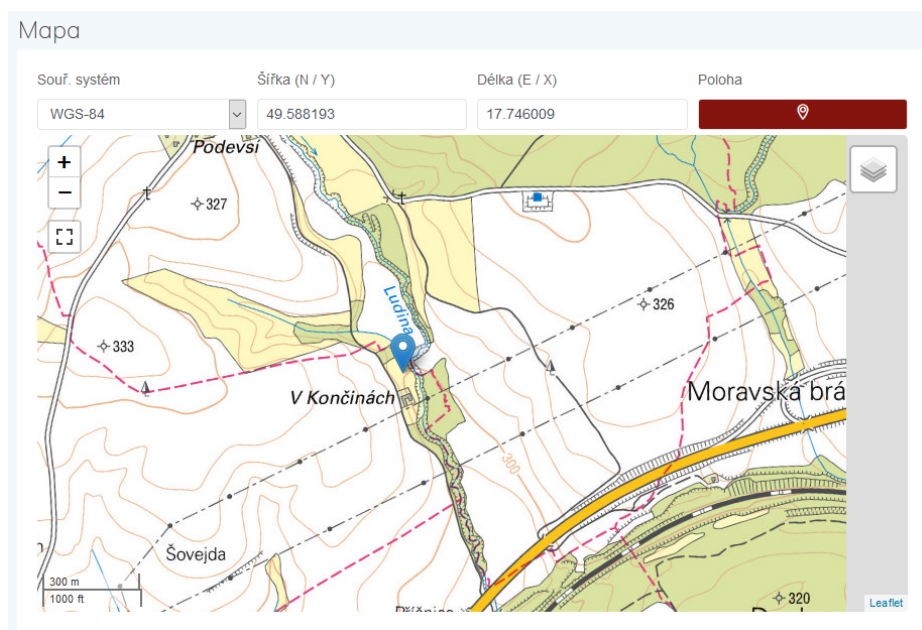 Mapa
Souř. systém
Šířka (N / Y)
Délka (E / X)
Poloha
WGS-84
49.588193
17.746009
+
−
Podevsí
327
Ludina
326
333
V Končinách
Moravská brá
300
Šovejda
300 m
1000 ft
320
Leaflet